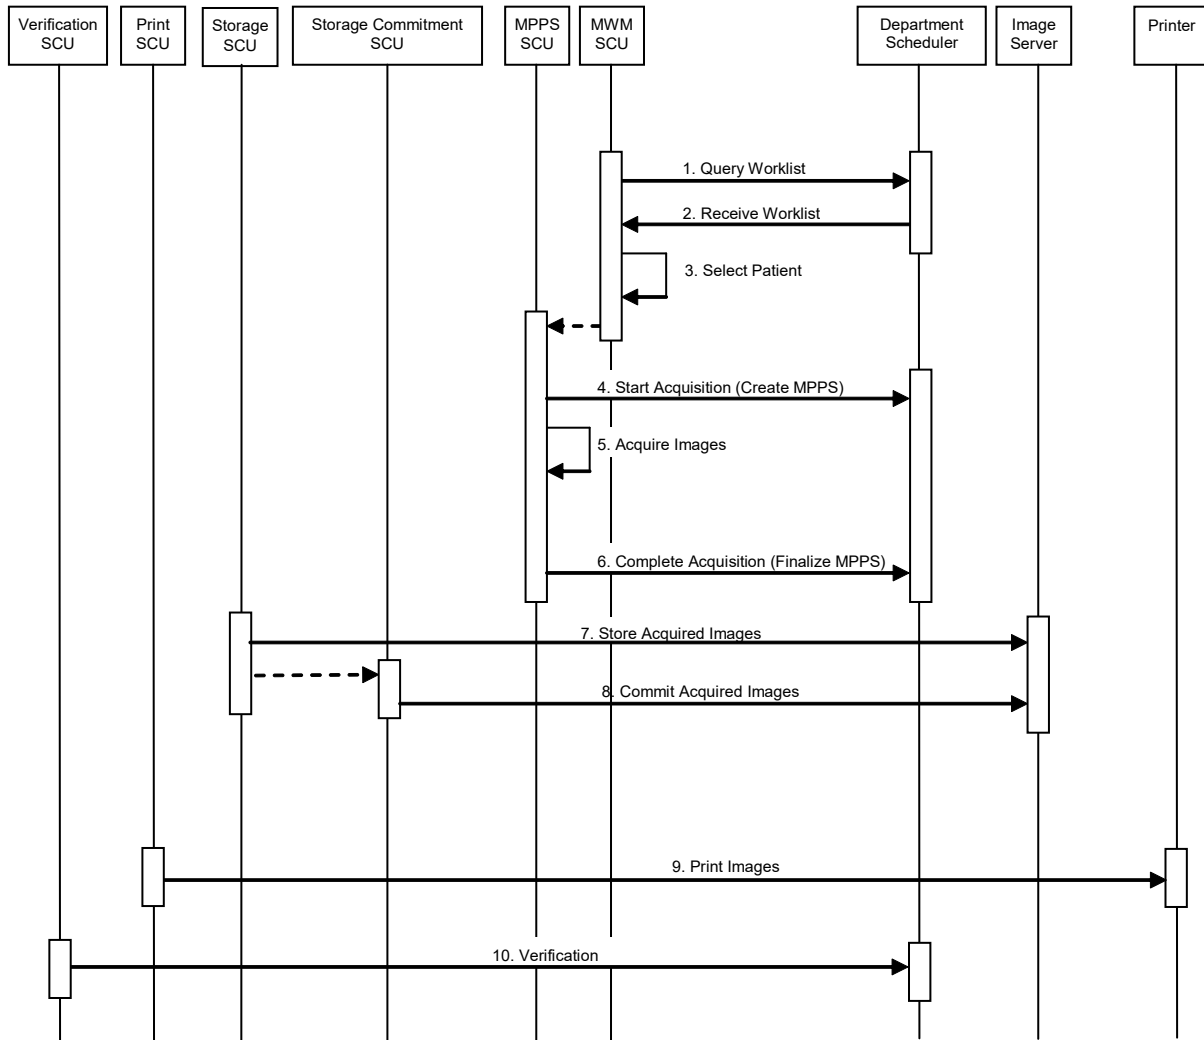 Verification
SCU
Print
SCU
Storage
SCU
Storage Commitment
SCU
MPPS
SCU
MWM
SCU
Department
Scheduler
Image
Server
Printer
1. Query Worklist
2. Receive Worklist
3. Select Patient
4. Start Acquisition (Create MPPS)
5. Acquire Images
6. Complete Acquisition (Finalize MPPS)
7. Store Acquired Images
8. Commit Acquired Images
9. Print Images
10. Verification